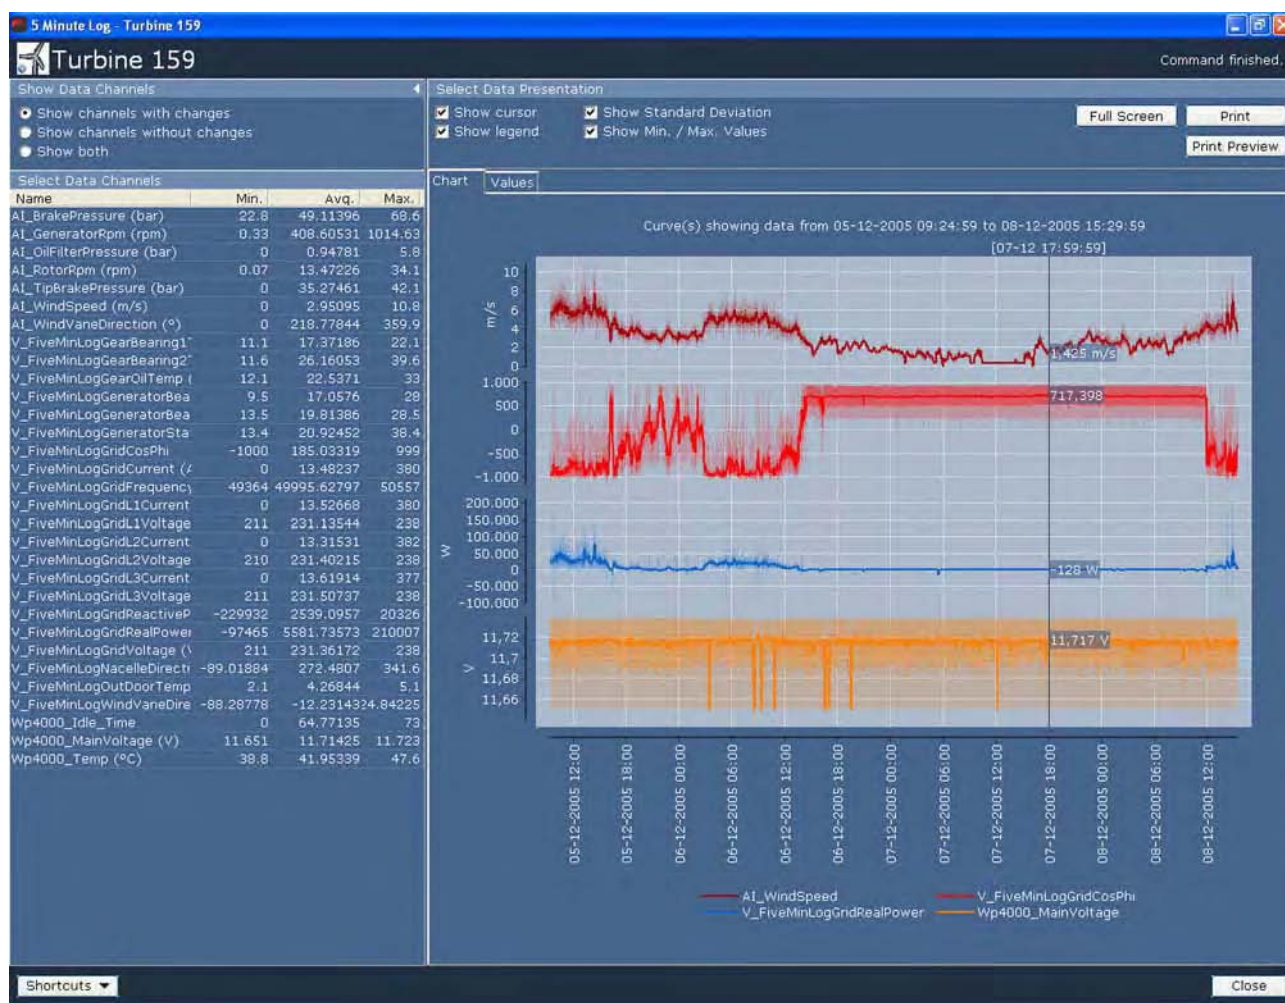 5 Minute Log - Turbine 159
Turbine 159
Command finished.
Show Data Channels
Show channels with changes
Show channels without changes
Show both
Select Data Presentation
Show cursor
Show Standard Deviation
Show legend
Show Min. / Max. Values
Full Screen
Print
Print Preview
Select Data Channels
Name Min. Avg. Max.
AI_BrakePressure (bar) 22.8 49.11396 68.6
AI_GeneratorRpm (rpm) 0.33 408.60531 1014.63
AI_OilFilterPressure (bar) 0 0.94781 5.8
AI_RotorRpm (rpm) 0.07 13.47226 34.1
AI_TipBrakePressure (bar) 0 35.27461 42.1
AI_WindSpeed (m/s) 0 2.95095 10.8
AI_WindVaneDirection (°) 0 218.77844 359.9
V_FiveMinLogGearBearing1 11.1 17.37186 22.1
V_FiveMinLogGearBearing2 11.6 26.16053 39.6
V_FiveMinLogGearOilTemp ( 12.1 22.5371 33
V_FiveMinLogGeneratorBea 9.5 17.0576 28
V_FiveMinLogGeneratorBea 13.5 19.81386 28.5
V_FiveMinLogGeneratorSta 13.4 20.92452 38.4
V_FiveMinLogGridCosPhi -1000 185.03319 999
V_FiveMinLogGridCurrent (A 0 13.48237 380
V_FiveMinLogGridFrequency 49364 49995.62797 50557
V_FiveMinLogGridL1Current 0 13.52668 380
V_FiveMinLogGridL1Voltage 211 231.13544 238
V_FiveMinLogGridL2Current 0 13.31531 382
V_FiveMinLogGridL2Voltage 210 231.40215 238
V_FiveMinLogGridL3Current 0 13.61914 377
V_FiveMinLogGridL3Voltage 211 231.50737 238
V_FiveMinLogGridReactiveP -229932 2539.0957 20326
V_FiveMinLogGridRealPower -97465 5581.73573 210007
V_FiveMinLogGridVoltage (V 211 231.36172 238
V_FiveMinLogNacelleDirecti -89.01884 272.4807 341.6
V_FiveMinLogOutDoorTemp 2.1 4.26844 5.1
V_FiveMinLogWindVaneDire -88.28778 -12.23143 24.84225
Wp4000_Idle_Time 0 64.77135 73
Wp4000_MainVoltage (V) 11.651 11.71425 11.723
Wp4000_Temp (°C) 38.8 41.95339 47.6
Chart
Values
Curve(s) showing data from 05-12-2005 09:24:59 to 08-12-2005 15:29:59
[07-12 17:59:59]
m/s
10
8
6
4
2
0
1,425 m/s
1.000
500
0
-500
-1.000
717,398
W
200.000
150.000
100.000
50.000
0
-50.000
-100.000
-128 W
V
11,72
11,7
11,68
11,66
11,717 V
05-12-2005 12:00
05-12-2005 18:00
06-12-2005 00:00
06-12-2005 06:00
06-12-2005 12:00
06-12-2005 18:00
07-12-2005 00:00
07-12-2005 06:00
07-12-2005 12:00
07-12-2005 18:00
08-12-2005 00:00
08-12-2005 06:00
08-12-2005 12:00
AI_WindSpeed
V_FiveMinLogGridCosPhi
V_FiveMinLogGridRealPower
Wp4000_MainVoltage
Shortcuts
Close